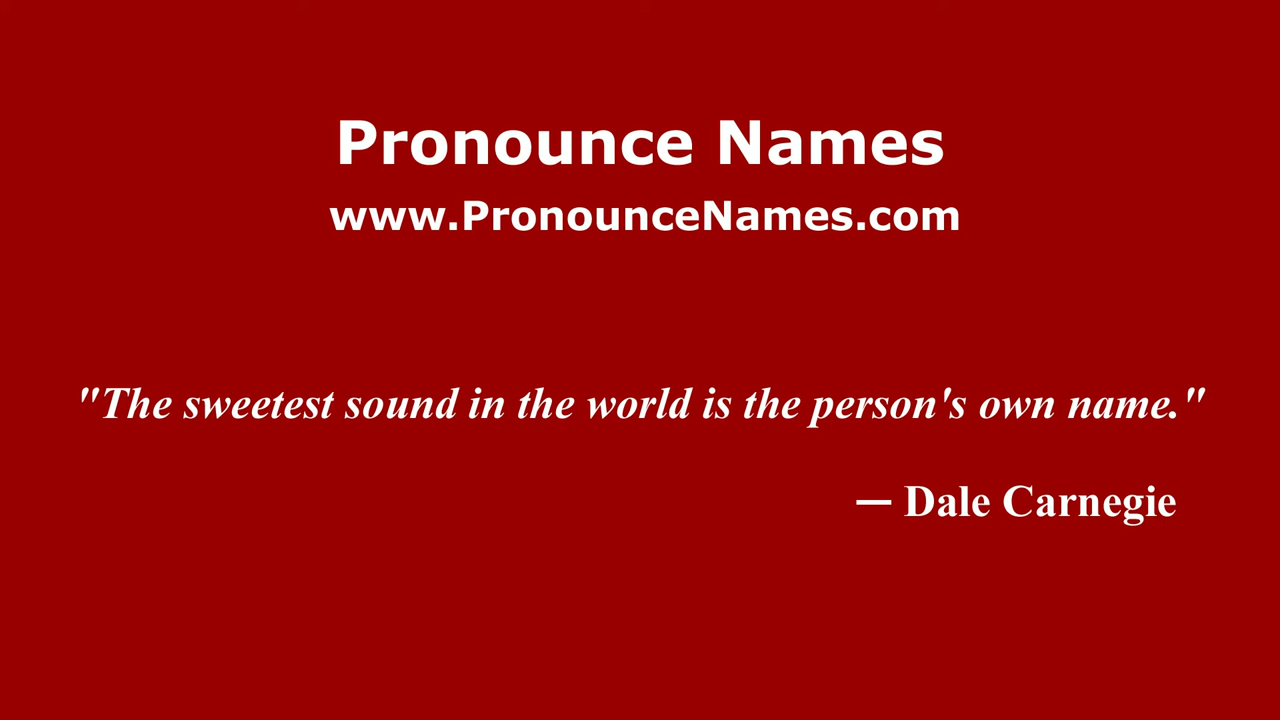 Pronounce Names
www.PronounceNames.com
"The sweetest sound in the world is the person's own name."
— Dale Carnegie